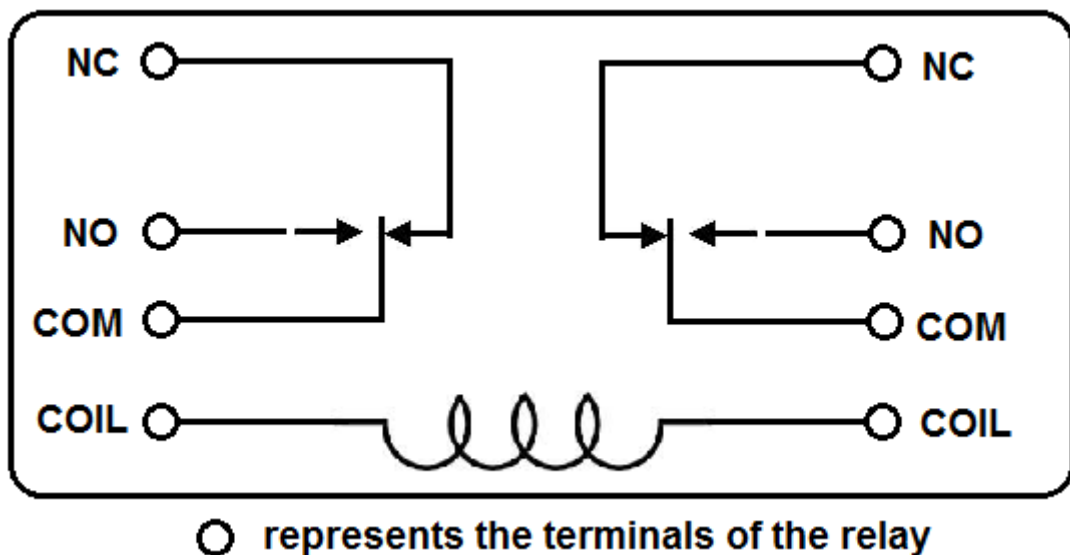 NC NC
NO NO
COM COM
COIL COIL
represents the terminals of the relay